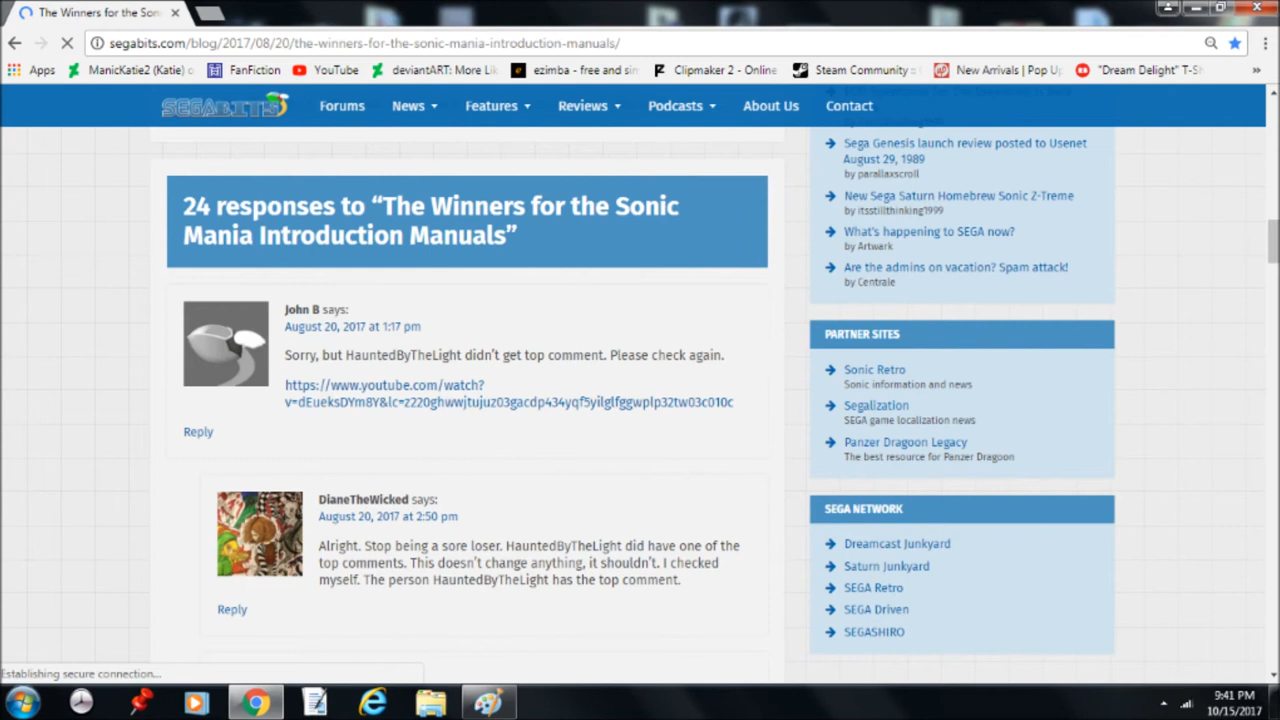 The Winners for the Son
segabits.com/blog/2017/08/20/the-winners-for-the-sonic-mania-introduction-manuals/
Apps
ManicKatie2 (Katie)
FanFiction
YouTube
deviantART: More Lik
ezimba - free and sim
Clipmaker 2 - Online
Steam Community :
New Arrivals | Pop U
"Dream Delight" T-S
»
SEGABITS
Forums
News
Features
Reviews
Podcasts
About Us
Contact
24 responses to “The Winners for the Sonic
Mania Introduction Manuals”
John B says:
August 20, 2017 at 1:17 pm
Sorry, but HauntedByTheLight didn’t get top comment. Please check again.
https://www.youtube.com/watch?
v=dEueksDYm8Y&lc=z220ghwwjtujuz03gacdp434yqf5yilglfggwplp32tw03c010c
Reply
DianeTheWicked says:
August 20, 2017 at 2:50 pm
Alright. Stop being a sore loser. HauntedByTheLight did have one of the
top comments. This doesn’t change anything, it shouldn’t. I checked
myself. The person HauntedByTheLight has the top comment.
Reply
Sega Genesis launch review posted to Usenet
August 29, 1989
by parallaxscroll
New Sega Saturn Homebrew Sonic Z-Treme
by itsstillthinking1999
What's happening to SEGA now?
by Artwark
Are the admins on vacation? Spam attack!
by Centrale
PARTNER SITES
Sonic Retro
Sonic information and news
Segalization
SEGA game localization news
Panzer Dragoon Legacy
The best resource for Panzer Dragoon
SEGA NETWORK
Dreamcast Junkyard
Saturn Junkyard
SEGA Retro
SEGA Driven
SEGASHIRO
Establishing secure connection...
9:41 PM
10/15/2017